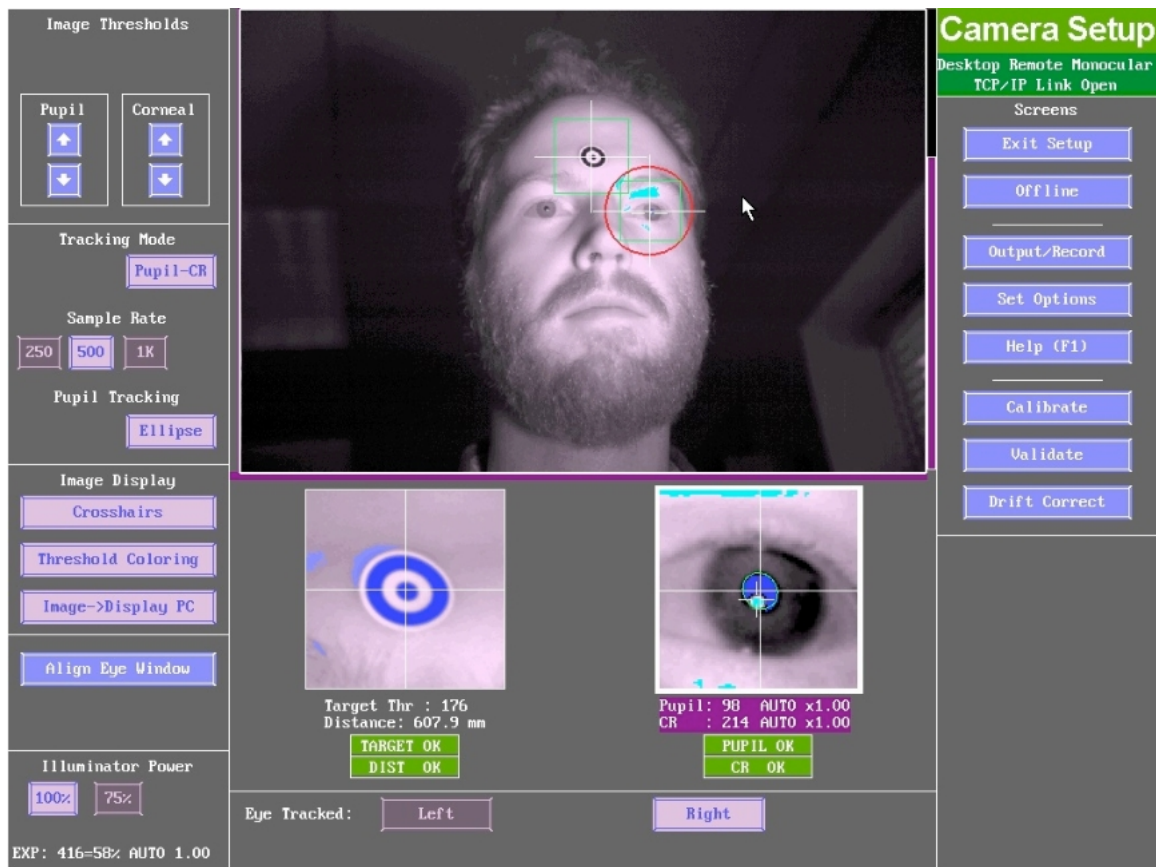 Image Thresholds
Pupil
Corneal
Tracking Mode
Pupil-CR
Sample Rate
250 500 1K
Pupil Tracking
Ellipse
Image Display
Crosshairs
Threshold Coloring
Image->Display PC
Align Eye Window
Illuminator Power
100% 75%
EXP: 416=58% AUTO 1.00
Target Thr : 176
Distance: 607.9 mm
TARGET OK
DIST OK
Pupil: 98 AUTO x1.00
CR : 214 AUTO x1.00
PUPIL OK
CR OK
Eye Tracked: Left Right
Camera Setup
Desktop Remote Monocular
TCP/IP Link Open
Screens
Exit Setup
Offline
Output/Record
Set Options
Help (F1)
Calibrate
Validate
Drift Correct